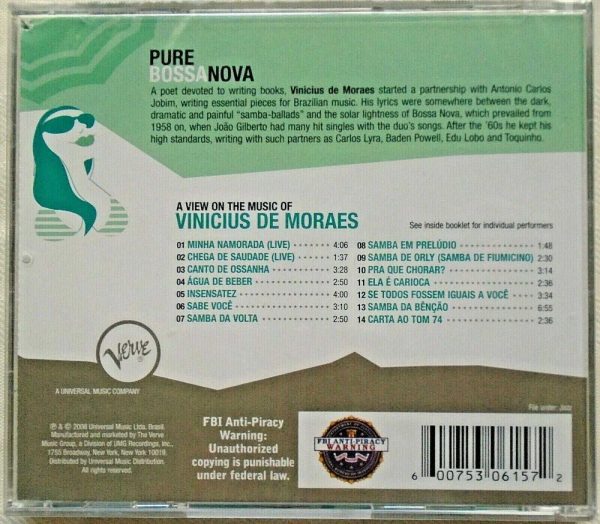 PURE
BOSSANOVA
A poet devoted to writing books, Vinicius de Moraes started a partnership with Antonio Carlos
Jobim, writing essential pieces for Brazilian music. His lyrics were somewhere between the dark,
dramatic and painful "samba-ballads" and the solar lightness of Bossa Nova, which prevailed from
1958 on, when João Gilberto had many hit singles with the duo's songs. After the '60s he kept his
high standards, writing with such partners as Carlos Lyra, Baden Powell, Edu Lobo and Toquinho.
A VIEW ON THE MUSIC OF
VINICIUS DE MORAES
See inside booklet for individual performers
01 MINHA NAMORADA (LIVE) 4:06
02 CHEGA DE SAUDADE (LIVE) 1:37
03 CANTO DE OSSANHA 3:28
04 ÁGUA DE BEBER 2:50
05 INSENSATEZ 4:00
06 SABE VOCÊ 3:10
07 SAMBA DA VOLTA 2:50
08 SAMBA EM PRELÚDIO 1:48
09 SAMBA DE ORLY (SAMBA DE FIUMICINO) 2:30
10 PRA QUE CHORAR? 3:14
11 ELA É CARIOCA 2:36
12 SE TODOS FOSSEM IGUAIS A VOCÊ 3:34
13 SAMBA DA BÊNÇÃO 6:55
14 CARTA AO TOM 74 2:36
Verve
A UNIVERSAL MUSIC COMPANY
File under: Jazz
℗ & © 2008 Universal Music Ltda. Brasil.
Manufactured and marketed by The Verve
Music Group, a Division of UMG Recordings, Inc.,
1755 Broadway, New York, New York 10019.
Distributed by Universal Music Distribution.
All rights reserved.
FBI Anti-Piracy
Warning:
Unauthorized
copying is punishable
under federal law.
FBI ANTI-PIRACY
WARNING
6 00753 06157 2